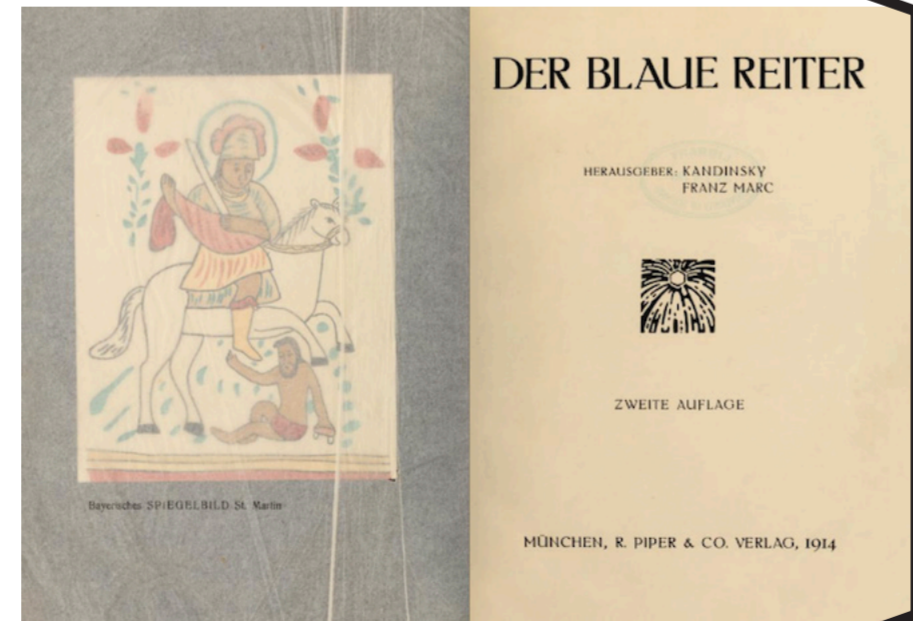 Bayerisches SPIEGELBILD St. Martin
DER BLAUE REITER
HERAUSGEBER: KANDINSKY
FRANZ MARC
ZWEITE AUFLAGE
MÜNCHEN, R. PIPER & CO. VERLAG, 1914